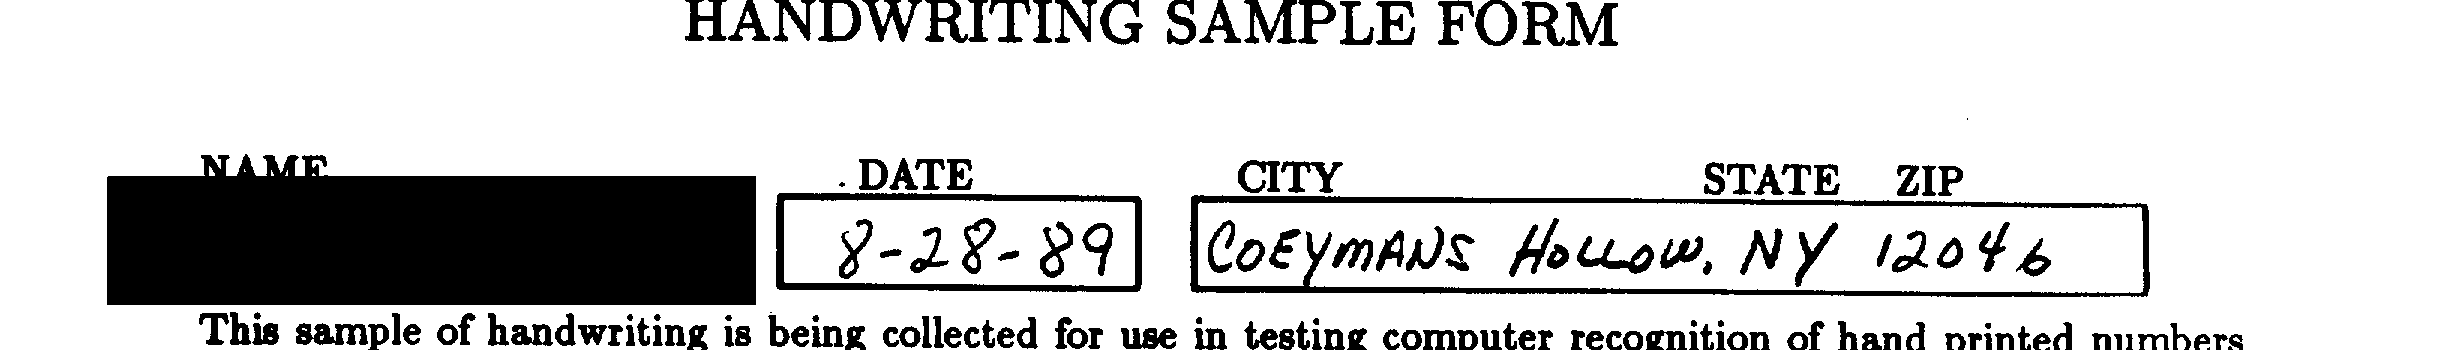 HANDWRITING SAMPLE FORM
NAME DATE CITY STATE ZIP
8-28-89 COEYMANS HOLLOW, NY 12046
This sample of handwriting is being collected for use in testing computer recognition of hand printed numbers